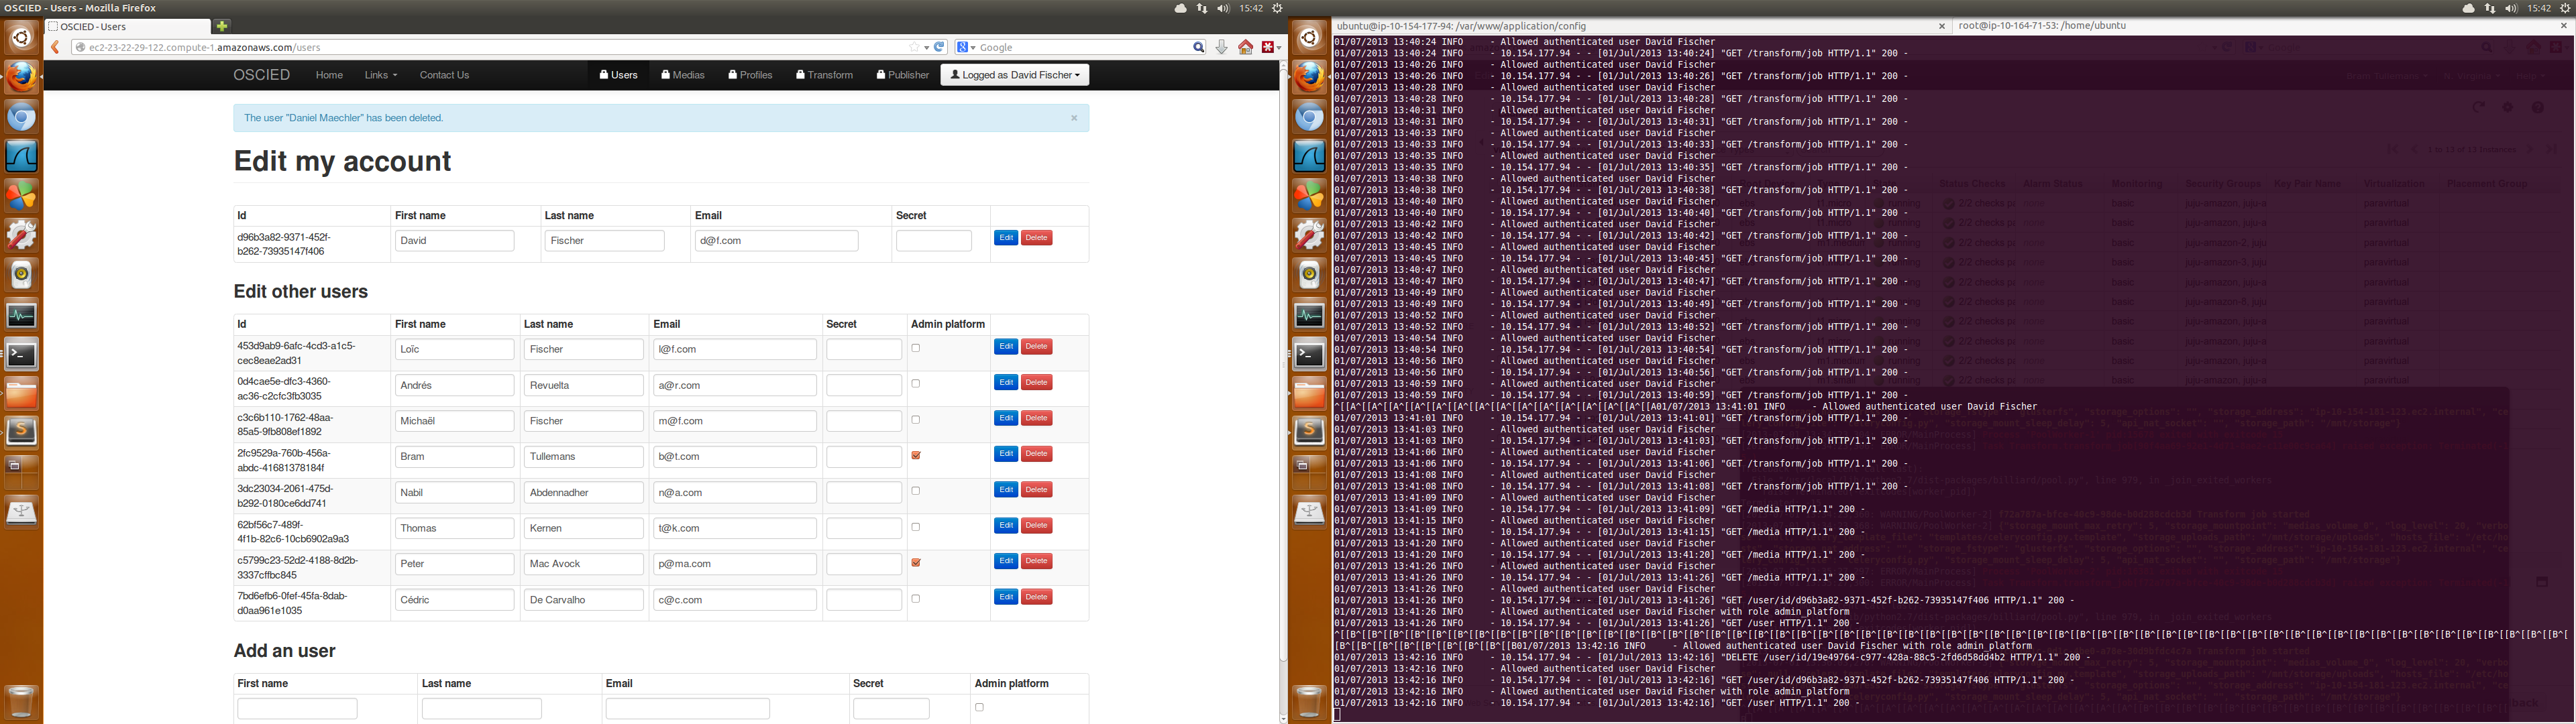 OSCIED - Users - Mozilla Firefox
15:42
OSCIED - Users
ec2-23-22-29-122.compute-1.amazonaws.com/users
Google
OSCIED Home Links Contact Us Users Medias Profiles Transform Publisher Logged as David Fischer
The user "Daniel Maechler" has been deleted. ×
Edit my account
Id First name Last name Email Secret
d96b3a82-9371-452f-
b262-73935147f406 David Fischer d@f.com Edit Delete
Edit other users
Id First name Last name Email Secret Admin platform
453d9ab9-6afc-4cd3-a1c5-
cec8eae2ad31 Loïc Fischer l@f.com Edit Delete
0d4cae5e-dfc3-4360-
ac36-c2cfc3fb3035 Andrés Revuelta a@r.com Edit Delete
c3c6b110-1762-48aa-
85a5-9fb808ef1892 Michaël Fischer m@f.com Edit Delete
2fc9529a-760b-456a-
abdc-41681378184f Bram Tullemans b@t.com Edit Delete
3dc23034-2061-475d-
b292-0180ce6dd741 Nabil Abdennadher n@a.com Edit Delete
62bf56c7-489f-
4f1b-82c6-10cb6902a9a3 Thomas Kernen t@k.com Edit Delete
c5799c23-52d2-4188-8d2b-
3337cffbc845 Peter Mac Avock p@ma.com Edit Delete
7bd6efb6-0fef-45fa-8dab-
d0aa961e1035 Cédric De Carvalho c@c.com Edit Delete
Add an user
First name Last name Email Secret Admin platform
15:42
ubuntu@ip-10-154-177-94: /var/www/application/config × root@ip-10-164-71-53: /home/ubuntu ×
01/07/2013 13:40:24 INFO - Allowed authenticated user David Fischer
01/07/2013 13:40:24 INFO - 10.154.177.94 - - [01/Jul/2013 13:40:24] "GET /transform/job HTTP/1.1" 200 -
01/07/2013 13:40:26 INFO - Allowed authenticated user David Fischer
01/07/2013 13:40:26 INFO - 10.154.177.94 - - [01/Jul/2013 13:40:26] "GET /transform/job HTTP/1.1" 200 -
01/07/2013 13:40:28 INFO - Allowed authenticated user David Fischer
01/07/2013 13:40:28 INFO - 10.154.177.94 - - [01/Jul/2013 13:40:28] "GET /transform/job HTTP/1.1" 200 -
01/07/2013 13:40:31 INFO - Allowed authenticated user David Fischer
01/07/2013 13:40:31 INFO - 10.154.177.94 - - [01/Jul/2013 13:40:31] "GET /transform/job HTTP/1.1" 200 -
01/07/2013 13:40:33 INFO - Allowed authenticated user David Fischer
01/07/2013 13:40:33 INFO - 10.154.177.94 - - [01/Jul/2013 13:40:33] "GET /transform/job HTTP/1.1" 200 -
01/07/2013 13:40:35 INFO - Allowed authenticated user David Fischer
01/07/2013 13:40:35 INFO - 10.154.177.94 - - [01/Jul/2013 13:40:35] "GET /transform/job HTTP/1.1" 200 -
01/07/2013 13:40:38 INFO - Allowed authenticated user David Fischer
01/07/2013 13:40:38 INFO - 10.154.177.94 - - [01/Jul/2013 13:40:38] "GET /transform/job HTTP/1.1" 200 -
01/07/2013 13:40:40 INFO - Allowed authenticated user David Fischer
01/07/2013 13:40:40 INFO - 10.154.177.94 - - [01/Jul/2013 13:40:40] "GET /transform/job HTTP/1.1" 200 -
01/07/2013 13:40:42 INFO - Allowed authenticated user David Fischer
01/07/2013 13:40:42 INFO - 10.154.177.94 - - [01/Jul/2013 13:40:42] "GET /transform/job HTTP/1.1" 200 -
01/07/2013 13:40:45 INFO - Allowed authenticated user David Fischer
01/07/2013 13:40:45 INFO - 10.154.177.94 - - [01/Jul/2013 13:40:45] "GET /transform/job HTTP/1.1" 200 -
01/07/2013 13:40:47 INFO - Allowed authenticated user David Fischer
01/07/2013 13:40:47 INFO - 10.154.177.94 - - [01/Jul/2013 13:40:47] "GET /transform/job HTTP/1.1" 200 -
01/07/2013 13:40:49 INFO - Allowed authenticated user David Fischer
01/07/2013 13:40:49 INFO - 10.154.177.94 - - [01/Jul/2013 13:40:49] "GET /transform/job HTTP/1.1" 200 -
01/07/2013 13:40:52 INFO - Allowed authenticated user David Fischer
01/07/2013 13:40:52 INFO - 10.154.177.94 - - [01/Jul/2013 13:40:52] "GET /transform/job HTTP/1.1" 200 -
01/07/2013 13:40:54 INFO - Allowed authenticated user David Fischer
01/07/2013 13:40:54 INFO - 10.154.177.94 - - [01/Jul/2013 13:40:54] "GET /transform/job HTTP/1.1" 200 -
01/07/2013 13:40:56 INFO - Allowed authenticated user David Fischer
01/07/2013 13:40:56 INFO - 10.154.177.94 - - [01/Jul/2013 13:40:56] "GET /transform/job HTTP/1.1" 200 -
01/07/2013 13:40:59 INFO - Allowed authenticated user David Fischer
01/07/2013 13:40:59 INFO - 10.154.177.94 - - [01/Jul/2013 13:40:59] "GET /transform/job HTTP/1.1" 200 -
01/07/2013 13:41:01 INFO - Allowed authenticated user David Fischer
01/07/2013 13:41:01 INFO - 10.154.177.94 - - [01/Jul/2013 13:41:01] "GET /transform/job HTTP/1.1" 200 -
01/07/2013 13:41:03 INFO - Allowed authenticated user David Fischer
01/07/2013 13:41:03 INFO - 10.154.177.94 - - [01/Jul/2013 13:41:03] "GET /transform/job HTTP/1.1" 200 -
01/07/2013 13:41:06 INFO - Allowed authenticated user David Fischer
01/07/2013 13:41:06 INFO - 10.154.177.94 - - [01/Jul/2013 13:41:06] "GET /transform/job HTTP/1.1" 200 -
01/07/2013 13:41:08 INFO - Allowed authenticated user David Fischer
01/07/2013 13:41:08 INFO - 10.154.177.94 - - [01/Jul/2013 13:41:08] "GET /transform/job HTTP/1.1" 200 -
01/07/2013 13:41:09 INFO - Allowed authenticated user David Fischer
01/07/2013 13:41:09 INFO - 10.154.177.94 - - [01/Jul/2013 13:41:09] "GET /media HTTP/1.1" 200 -
01/07/2013 13:41:15 INFO - Allowed authenticated user David Fischer
01/07/2013 13:41:15 INFO - 10.154.177.94 - - [01/Jul/2013 13:41:15] "GET /media HTTP/1.1" 200 -
01/07/2013 13:41:20 INFO - Allowed authenticated user David Fischer
01/07/2013 13:41:20 INFO - 10.154.177.94 - - [01/Jul/2013 13:41:20] "GET /media HTTP/1.1" 200 -
01/07/2013 13:41:26 INFO - Allowed authenticated user David Fischer
01/07/2013 13:41:26 INFO - 10.154.177.94 - - [01/Jul/2013 13:41:26] "GET /media HTTP/1.1" 200 -
01/07/2013 13:41:26 INFO - Allowed authenticated user David Fischer
01/07/2013 13:41:26 INFO - 10.154.177.94 - - [01/Jul/2013 13:41:26] "GET /user/id/d96b3a82-9371-452f-b262-73935147f406 HTTP/1.1" 200 -
01/07/2013 13:41:26 INFO - Allowed authenticated user David Fischer with role admin_platform
01/07/2013 13:41:26 INFO - 10.154.177.94 - - [01/Jul/2013 13:41:26] "GET /user HTTP/1.1" 200 -
01/07/2013 13:42:16 INFO - Allowed authenticated user David Fischer with role admin_platform
01/07/2013 13:42:16 INFO - 10.154.177.94 - - [01/Jul/2013 13:42:16] "DELETE /user/id/19e49764-c977-428a-88c5-2fd6d58dd4b2 HTTP/1.1" 200 -
01/07/2013 13:42:16 INFO - Allowed authenticated user David Fischer
01/07/2013 13:42:16 INFO - 10.154.177.94 - - [01/Jul/2013 13:42:16] "GET /user/id/d96b3a82-9371-452f-b262-73935147f406 HTTP/1.1" 200 -
01/07/2013 13:42:16 INFO - Allowed authenticated user David Fischer with role admin_platform
01/07/2013 13:42:16 INFO - 10.154.177.94 - - [01/Jul/2013 13:42:16] "GET /user HTTP/1.1" 200 -